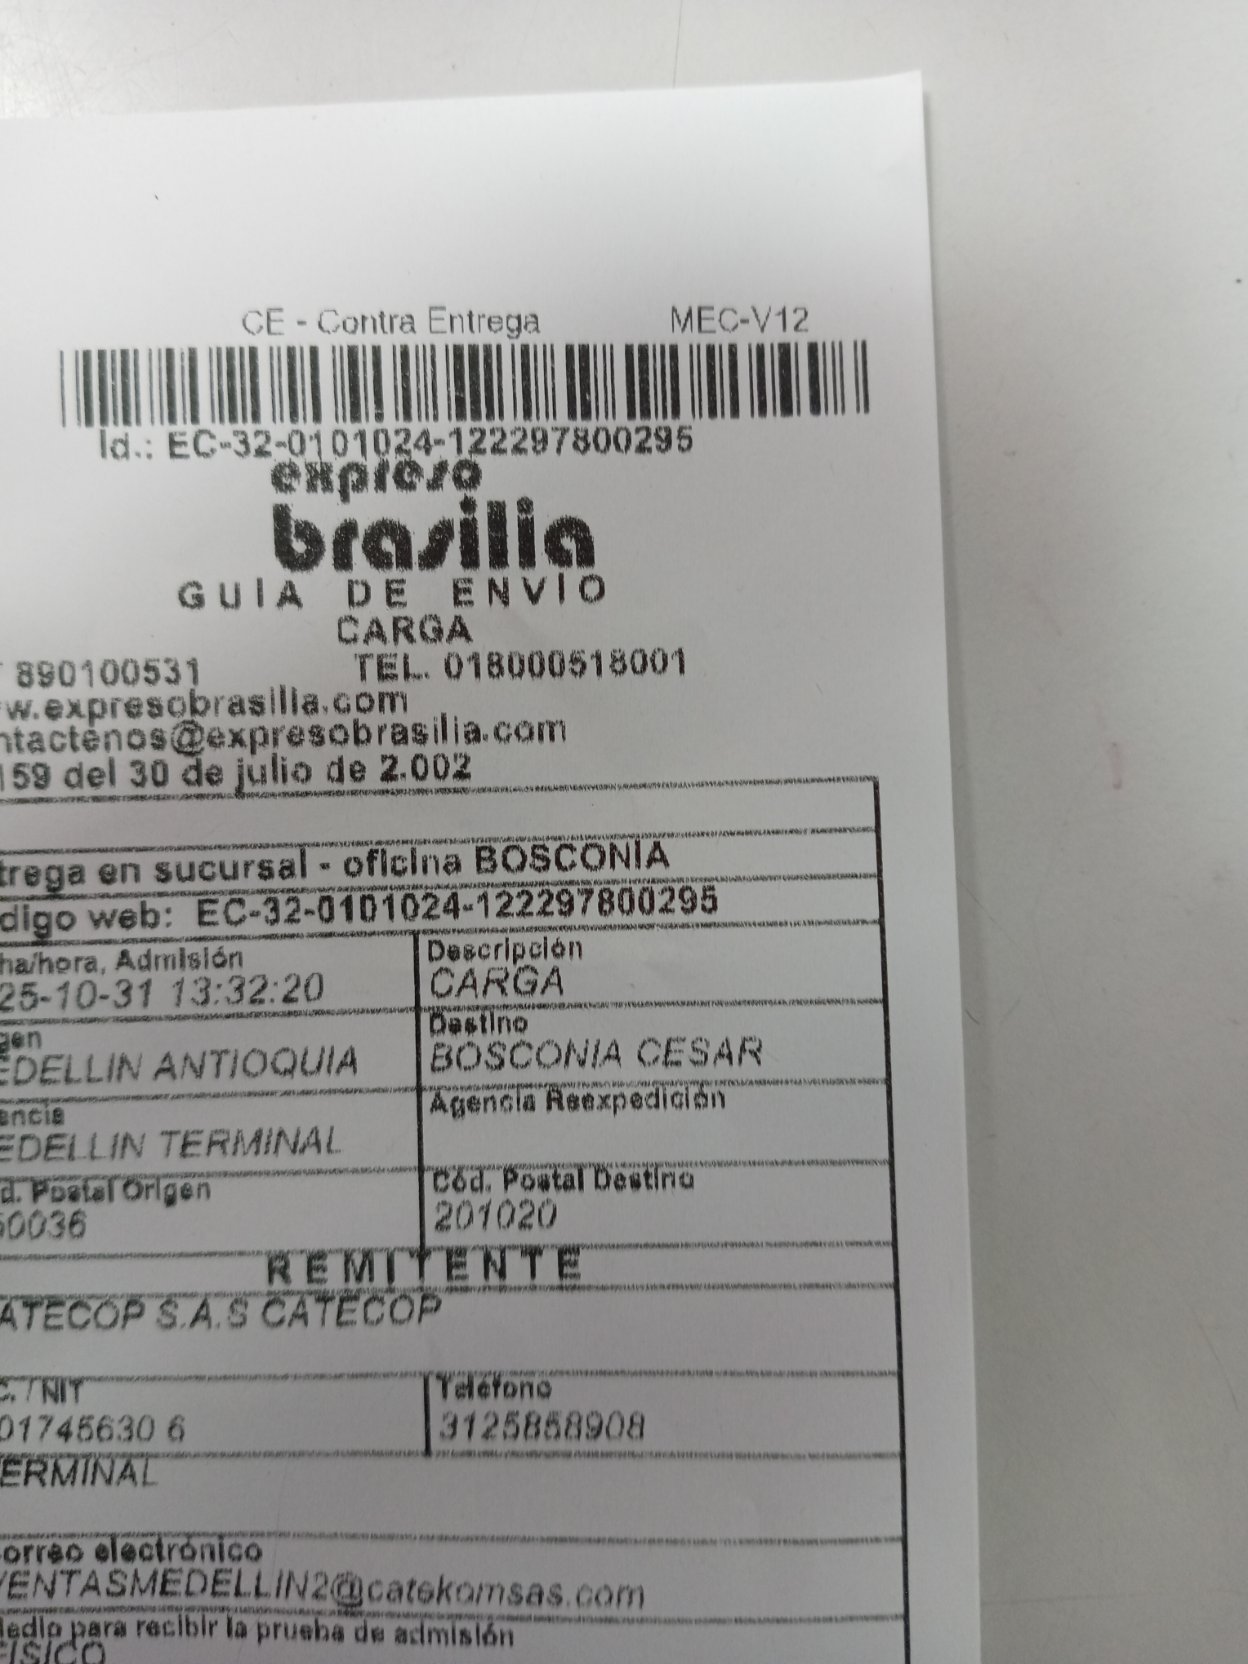 CE - Contra Entrega MEC-V12
Id.: EC-32-0101024-122297800295
expreso
brasilia
GUIA DE ENVIO
CARGA
890100531 TEL. 018000518001
w.expresobrasilia.com
ntactenos@expresobrasilia.com
159 del 30 de julio de 2.002
trega en sucursal - oficina BOSCONIA
digo web: EC-32-0101024-122297800295
ha/hora, Admisión Descripción
25-10-31 13:32:20 CARGA
gen Destino
EDELLIN ANTIOQUIA BOSCONIA CESAR
encia Agencia Reexpedición
EDELLIN TERMINAL
d. Postal Origen Cód. Postal Destino
50036 201020
REMITENTE
ATECOP S.A.S CATECOP
C. / NIT Teléfono
01745630 6 3125858908
ERMINAL
orreo electrónico
VENTASMEDELLIN2@catekomsas.com
Medio para recibir la prueba de admisión
FISICO